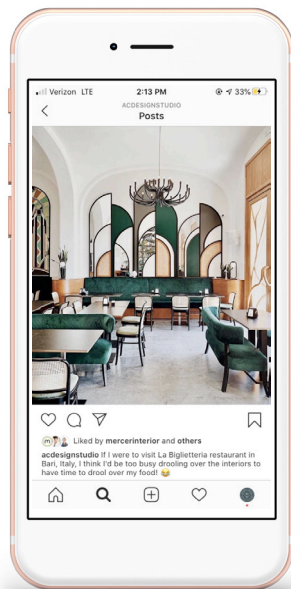 Verizon LTE 2:13 PM 33%
ACDESIGNSTUDIO
Posts
Liked by mercerinterior and others
acdesignstudio If I were to visit La Biglietteria restaurant in
Bari, Italy, I think I'd be too busy drooling over the interiors to
have time to drool over my food! 😂